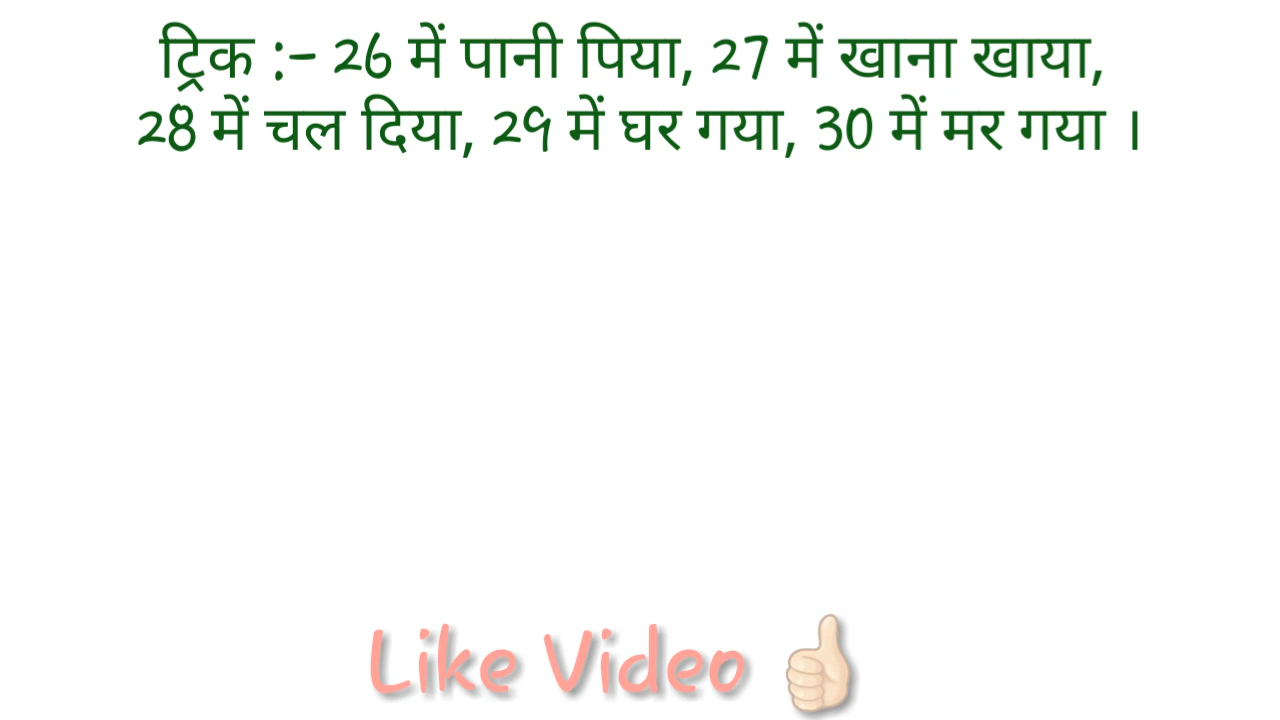 ट्रिक :- 26 में पानी पिया, 27 में खाना खाया,
28 में चल दिया, 29 में घर गया, 30 में मर गया ।
Like Video